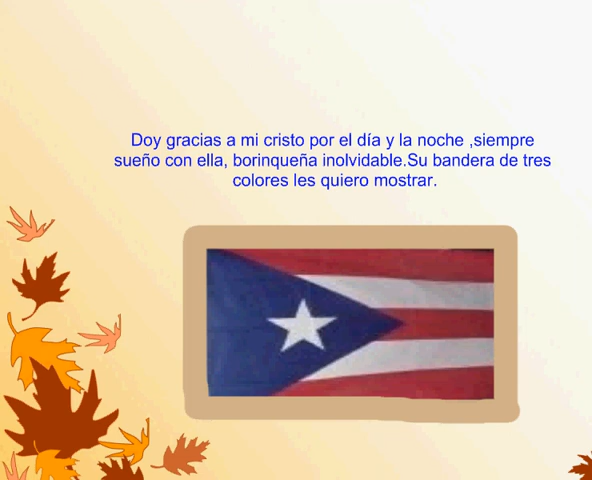 Doy gracias a mi cristo por el día y la noche ,siempre
sueño con ella, borinqueña inolvidable.Su bandera de tres
colores les quiero mostrar.